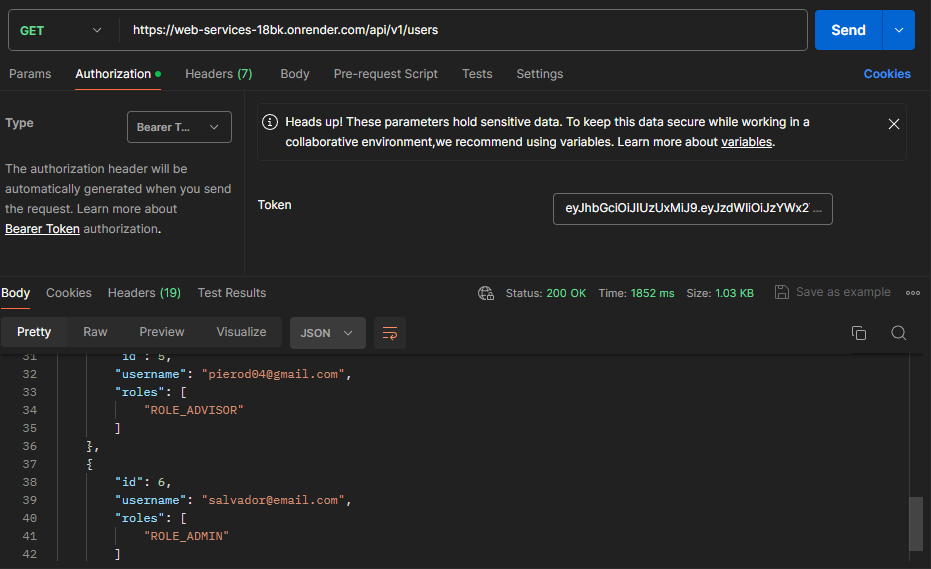 GET https://web-services-18bk.onrender.com/api/v1/users Send
Params Authorization Headers (7) Body Pre-request Script Tests Settings Cookies
Type Bearer T...
The authorization header will be
automatically generated when you send
the request. Learn more about
Bearer Token authorization.
Heads up! These parameters hold sensitive data. To keep this data secure while working in a
collaborative environment,we recommend using variables. Learn more about variables.
Token eyJhbGciOiJIUzUxMiJ9.eyJzdWIiOiJzYWx2 ...
Body Cookies Headers (19) Test Results Status: 200 OK Time: 1852 ms Size: 1.03 KB Save as example
Pretty Raw Preview Visualize JSON
31 "id": 5,
32 "username": "pierod04@gmail.com",
33 "roles": [
34 "ROLE_ADVISOR"
35 ]
36 },
37 {
38 "id": 6,
39 "username": "salvador@email.com",
40 "roles": [
41 "ROLE_ADMIN"
42 ]